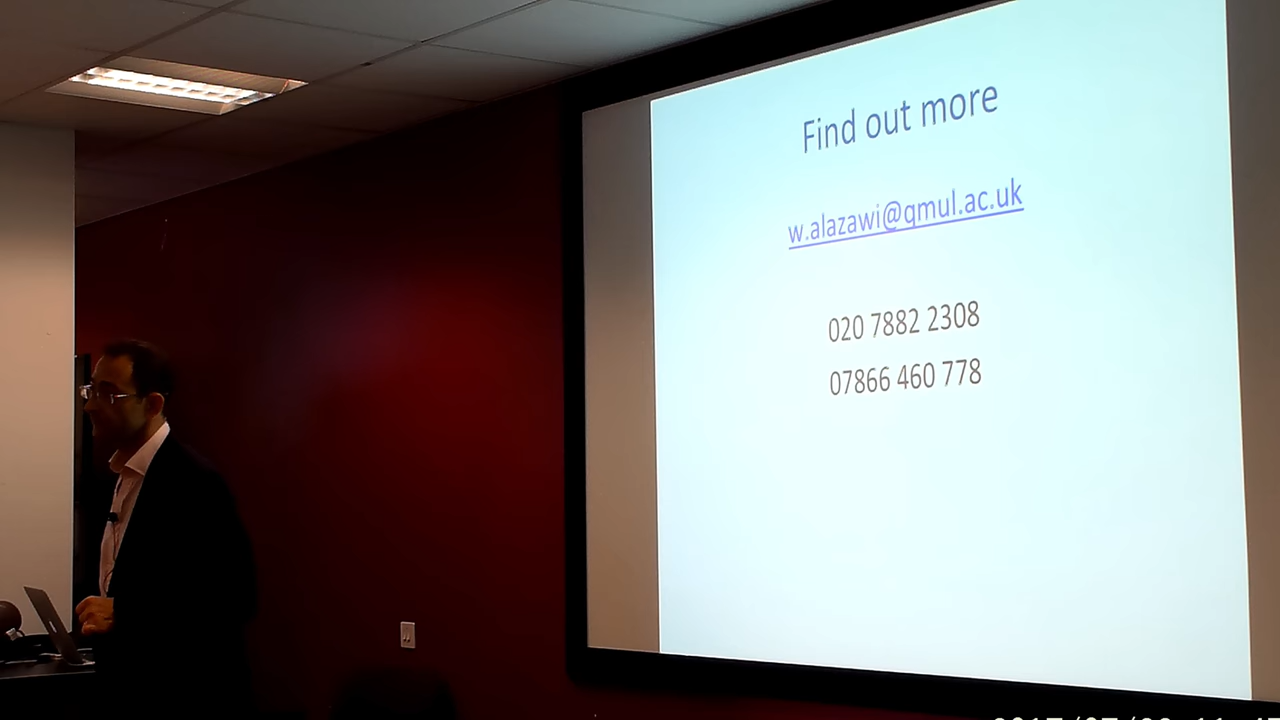 Find out more
w.alazawi@qmul.ac.uk
020 7882 2308
07866 460 778